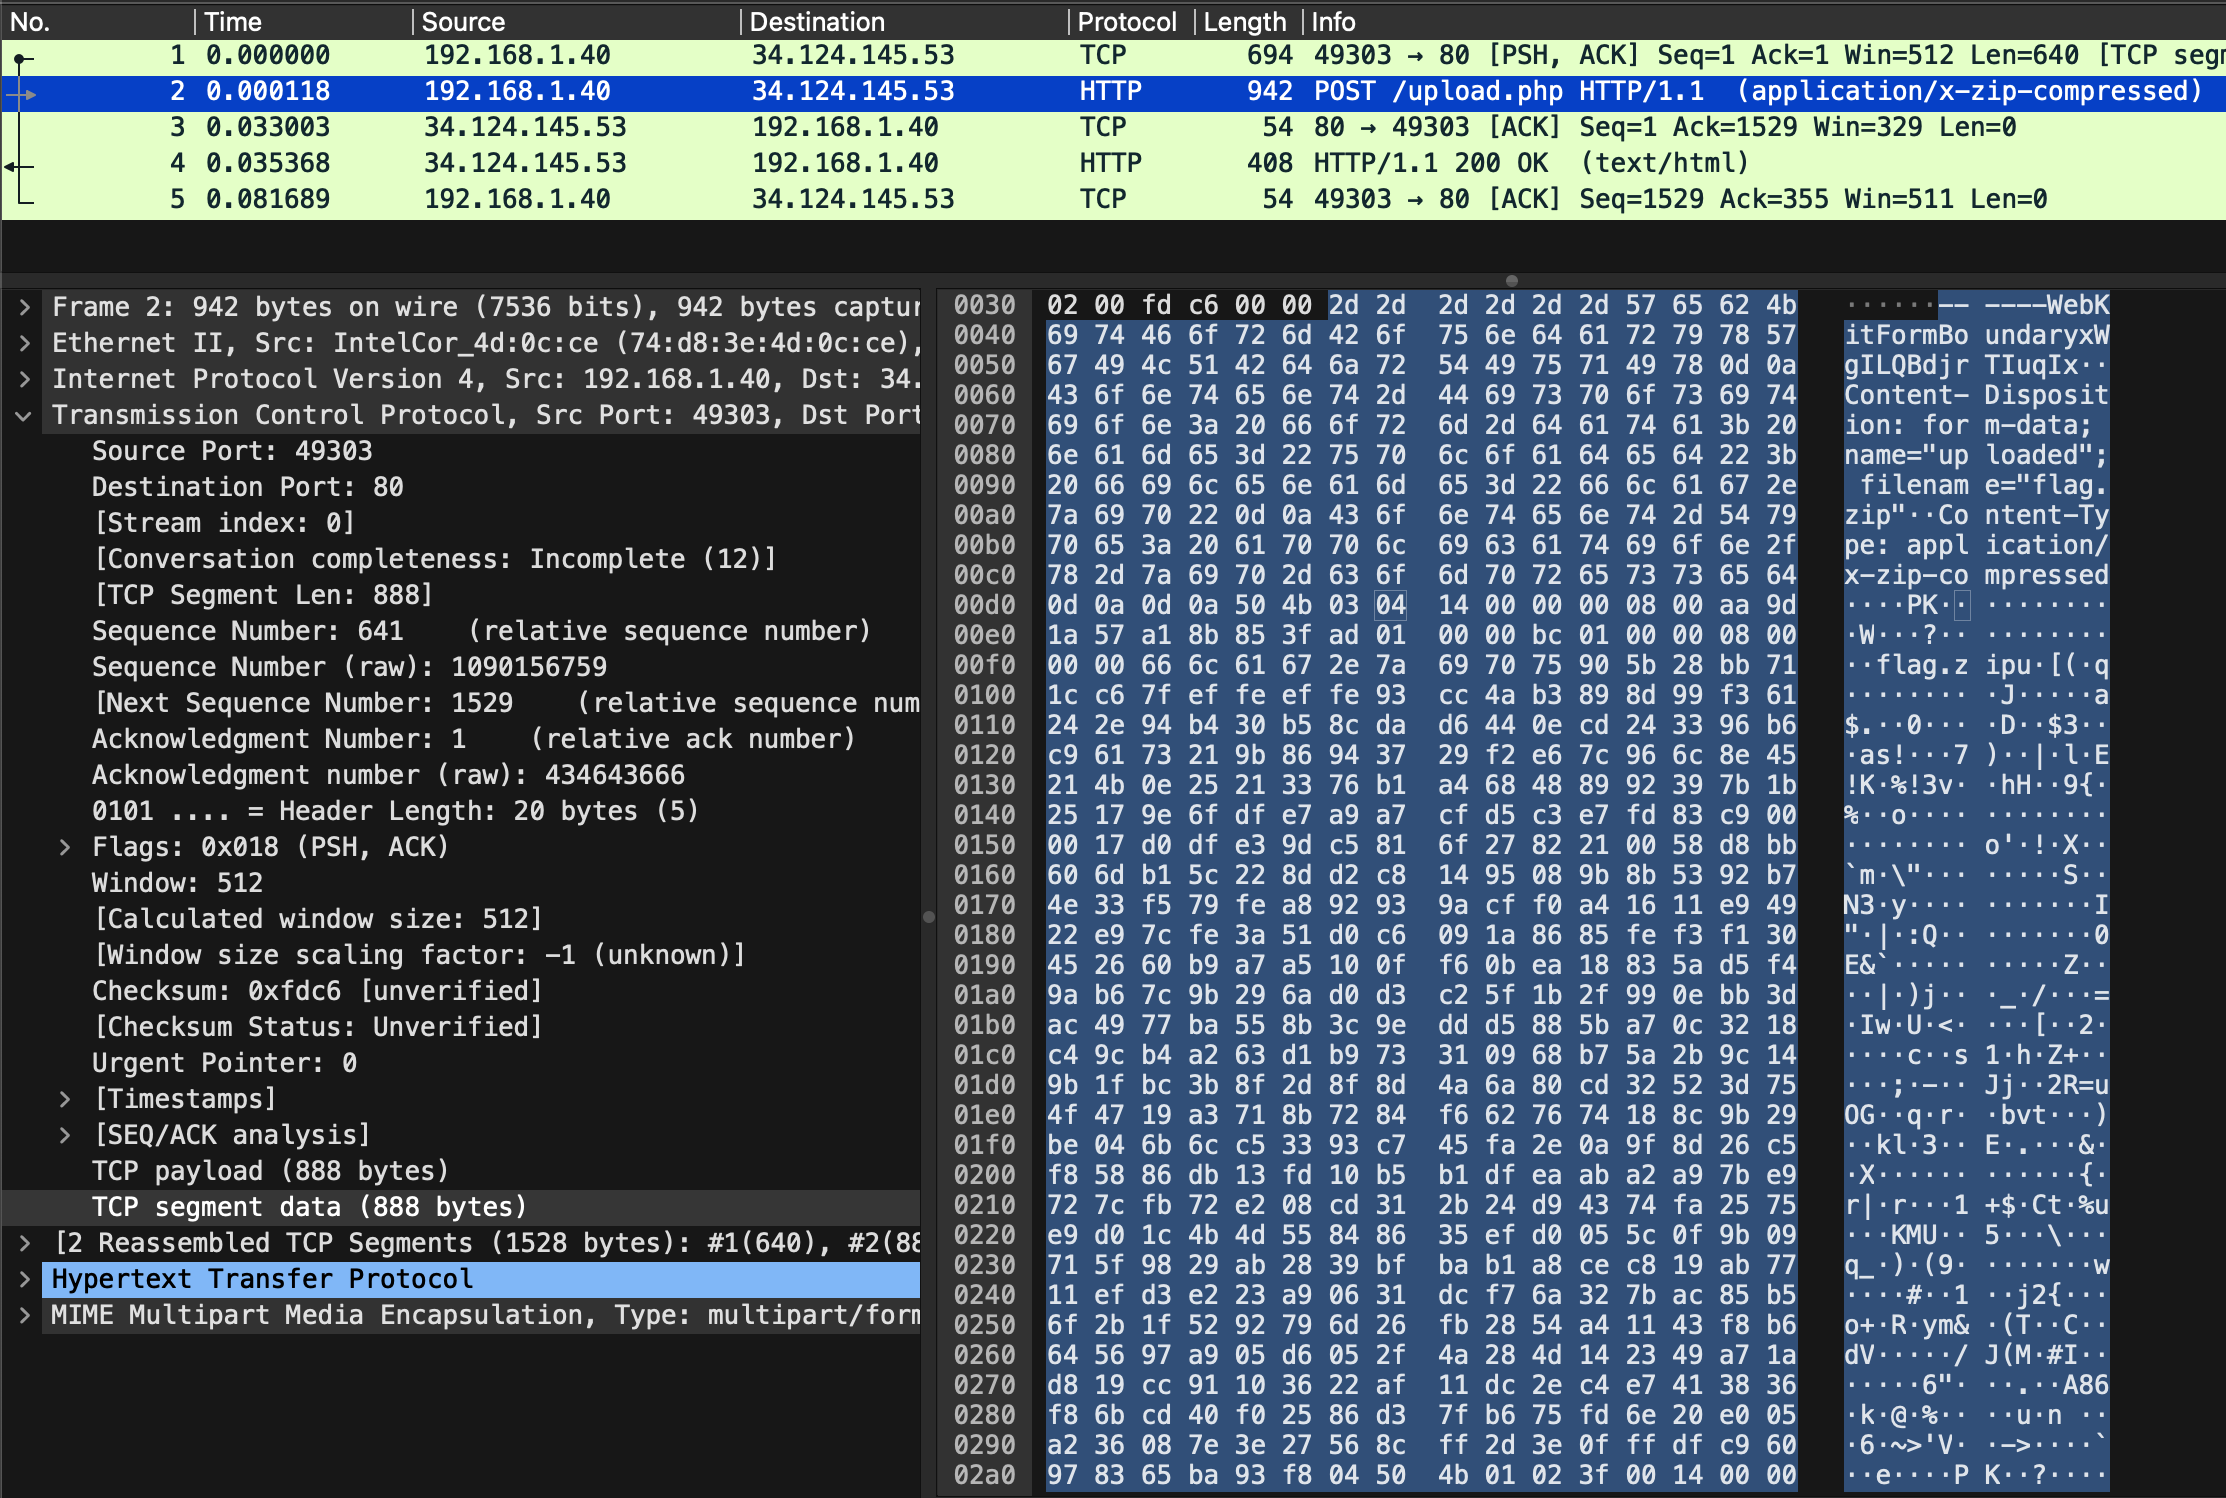 No. Time Source Destination Protocol Length Info
1 0.000000 192.168.1.40 34.124.145.53 TCP 694 49303 → 80 [PSH, ACK] Seq=1 Ack=1 Win=512 Len=640 [TCP segm
2 0.000118 192.168.1.40 34.124.145.53 HTTP 942 POST /upload.php HTTP/1.1  (application/x-zip-compressed)
3 0.033003 34.124.145.53 192.168.1.40 TCP 54 80 → 49303 [ACK] Seq=1 Ack=1529 Win=329 Len=0
4 0.035368 34.124.145.53 192.168.1.40 HTTP 408 HTTP/1.1 200 OK  (text/html)
5 0.081689 192.168.1.40 34.124.145.53 TCP 54 49303 → 80 [ACK] Seq=1529 Ack=355 Win=511 Len=0
Frame 2: 942 bytes on wire (7536 bits), 942 bytes captur
Ethernet II, Src: IntelCor_4d:0c:ce (74:d8:3e:4d:0c:ce),
Internet Protocol Version 4, Src: 192.168.1.40, Dst: 34.
Transmission Control Protocol, Src Port: 49303, Dst Port
Source Port: 49303
Destination Port: 80
[Stream index: 0]
[Conversation completeness: Incomplete (12)]
[TCP Segment Len: 888]
Sequence Number: 641    (relative sequence number)
Sequence Number (raw): 1090156759
[Next Sequence Number: 1529    (relative sequence num
Acknowledgment Number: 1    (relative ack number)
Acknowledgment number (raw): 434643666
0101 .... = Header Length: 20 bytes (5)
Flags: 0x018 (PSH, ACK)
Window: 512
[Calculated window size: 512]
[Window size scaling factor: -1 (unknown)]
Checksum: 0xfdc6 [unverified]
[Checksum Status: Unverified]
Urgent Pointer: 0
[Timestamps]
[SEQ/ACK analysis]
TCP payload (888 bytes)
TCP segment data (888 bytes)
[2 Reassembled TCP Segments (1528 bytes): #1(640), #2(88
Hypertext Transfer Protocol
MIME Multipart Media Encapsulation, Type: multipart/form
0030 02 00 fd c6 00 00 2d 2d  2d 2d 2d 2d 57 65 62 4b ······-- ----WebK
0040 69 74 46 6f 72 6d 42 6f  75 6e 64 61 72 79 78 57 itFormBo undaryxW
0050 67 49 4c 51 42 64 6a 72  54 49 75 71 49 78 0d 0a gILQBdjr TIuqIx··
0060 43 6f 6e 74 65 6e 74 2d  44 69 73 70 6f 73 69 74 Content- Disposit
0070 69 6f 6e 3a 20 66 6f 72  6d 2d 64 61 74 61 3b 20 ion: for m-data;
0080 6e 61 6d 65 3d 22 75 70  6c 6f 61 64 65 64 22 3b name="up loaded";
0090 20 66 69 6c 65 6e 61 6d  65 3d 22 66 6c 61 67 2e  filenam e="flag.
00a0 7a 69 70 22 0d 0a 43 6f  6e 74 65 6e 74 2d 54 79 zip"··Co ntent-Ty
00b0 70 65 3a 20 61 70 70 6c  69 63 61 74 69 6f 6e 2f pe: appl ication/
00c0 78 2d 7a 69 70 2d 63 6f  6d 70 72 65 73 73 65 64 x-zip-co mpressed
00d0 0d 0a 0d 0a 50 4b 03 04  14 00 00 00 08 00 aa 9d ····PK·· ········
00e0 1a 57 a1 8b 85 3f ad 01  00 00 bc 01 00 00 08 00 ·W···?·· ········
00f0 00 00 66 6c 61 67 2e 7a  69 70 75 90 5b 28 bb 71 ··flag.z ipu·[(·q
0100 1c c6 7f ef fe ef fe 93  cc 4a b3 89 8d 99 f3 61 ········ ·J·····a
0110 24 2e 94 b4 30 b5 8c da  d6 44 0e cd 24 33 96 b6 $.··0··· ·D··$3··
0120 c9 61 73 21 9b 86 94 37  29 f2 e6 7c 96 6c 8e 45 ·as!···7 )··|·l·E
0130 21 4b 0e 25 21 33 76 b1  a4 68 48 89 92 39 7b 1b !K·%!3v· ·hH··9{·
0140 25 17 9e 6f df e7 a9 a7  cf d5 c3 e7 fd 83 c9 00 %··o···· ········
0150 00 17 d0 df e3 9d c5 81  6f 27 82 21 00 58 d8 bb ········ o'·!·X··
0160 60 6d b1 5c 22 8d d2 c8  14 95 08 9b 8b 53 92 b7 `m·\"··· ·····S··
0170 4e 33 f5 79 fe a8 92 93  9a cf f0 a4 16 11 e9 49 N3·y···· ·······I
0180 22 e9 7c fe 3a 51 d0 c6  09 1a 86 85 fe f3 f1 30 "·|·:Q·· ·······0
0190 45 26 60 b9 a7 a5 10 0f  f6 0b ea 18 83 5a d5 f4 E&`····· ·····Z··
01a0 9a b6 7c 9b 29 6a d0 d3  c2 5f 1b 2f 99 0e bb 3d ··|·)j·· ·_·/···=
01b0 ac 49 77 ba 55 8b 3c 9e  dd d5 88 5b a7 0c 32 18 ·Iw·U·<· ···[··2·
01c0 c4 9c b4 a2 63 d1 b9 73  31 09 68 b7 5a 2b 9c 14 ····c··s 1·h·Z+··
01d0 9b 1f bc 3b 8f 2d 8f 8d  4a 6a 80 cd 32 52 3d 75 ···;·-·· Jj··2R=u
01e0 4f 47 19 a3 71 8b 72 84  f6 62 76 74 18 8c 9b 29 OG··q·r· ·bvt···)
01f0 be 04 6b 6c c5 33 93 c7  45 fa 2e 0a 9f 8d 26 c5 ··kl·3·· E·.···&·
0200 f8 58 86 db 13 fd 10 b5  b1 df ea ab a2 a9 7b e9 ·X······ ······{·
0210 72 7c fb 72 e2 08 cd 31  2b 24 d9 43 74 fa 25 75 r|·r···1 +$·Ct·%u
0220 e9 d0 1c 4b 4d 55 84 86  35 ef d0 05 5c 0f 9b 09 ···KMU·· 5···\···
0230 71 5f 98 29 ab 28 39 bf  ba b1 a8 ce c8 19 ab 77 q_·)·(9· ·······w
0240 11 ef d3 e2 23 a9 06 31  dc f7 6a 32 7b ac 85 b5 ····#··1 ··j2{···
0250 6f 2b 1f 52 92 79 6d 26  fb 28 54 a4 11 43 f8 b6 o+·R·ym& ·(T··C··
0260 64 56 97 a9 05 d6 05 2f  4a 28 4d 14 23 49 a7 1a dV·····/ J(M·#I··
0270 d8 19 cc 91 10 36 22 af  11 dc 2e c4 e7 41 38 36 ·····6"· ··.··A86
0280 f8 6b cd 40 f0 25 86 d3  7f b6 75 fd 6e 20 e0 05 ·k·@·%·· ··u·n ··
0290 a2 36 08 7e 3e 27 56 8c  ff 2d 3e 0f ff df c9 60 ·6·~>'V· ·->····`
02a0 97 83 65 ba 93 f8 04 50  4b 01 02 3f 00 14 00 00 ··e····P K··?····